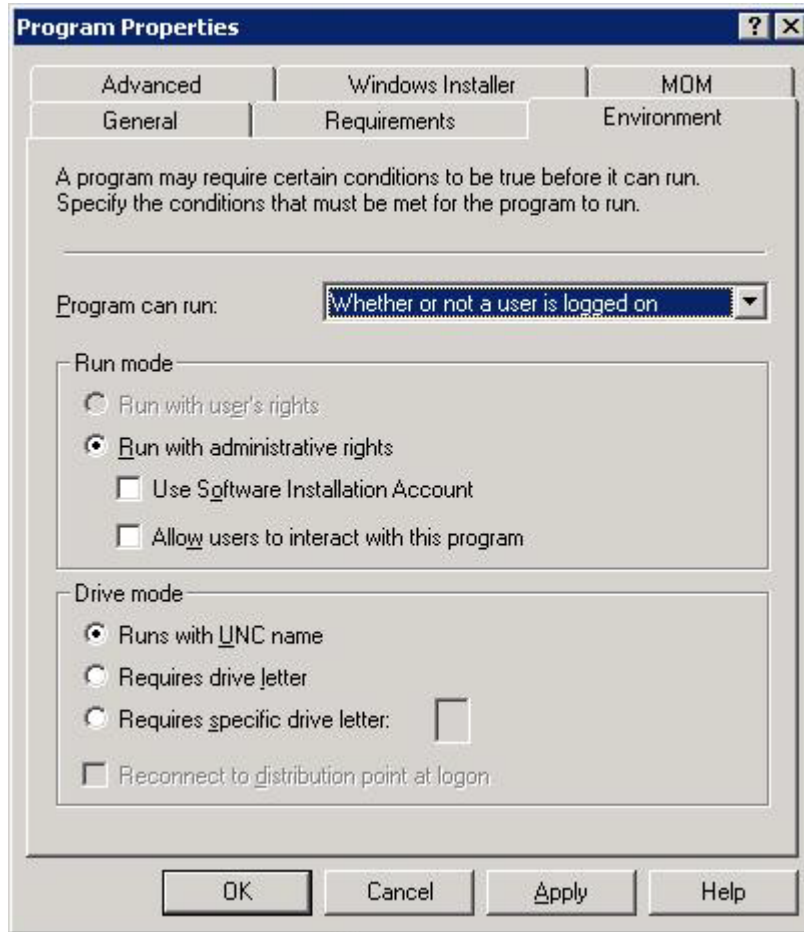 Program Properties
Advanced
Windows Installer
MOM
General
Requirements
Environment
A program may require certain conditions to be true before it can run.
Specify the conditions that must be met for the program to run.
Program can run:
Whether or not a user is logged on
Run mode
Run with user's rights
Run with administrative rights
Use Software Installation Account
Allow users to interact with this program
Drive mode
Runs with UNC name
Requires drive letter
Requires specific drive letter:
Reconnect to distribution point at logon
OK
Cancel
Apply
Help